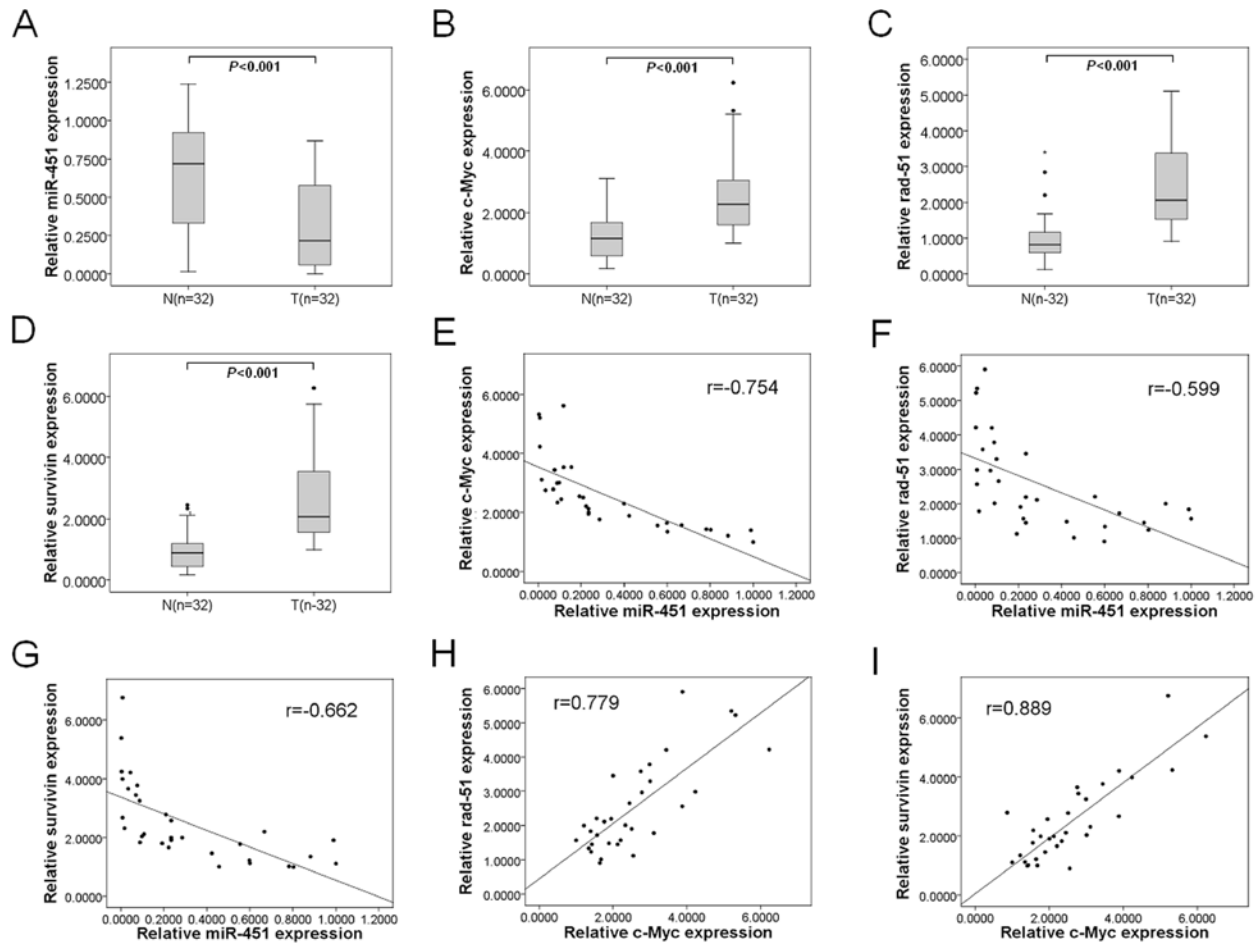 A
Relative miR-451 expression
P<0.001
1.2500
1.0000
0.7500
0.5000
0.2500
0.0000
N(n=32)
T(n=32)
B
Relative c-Myc expression
P<0.001
6.0000
4.0000
2.0000
0.0000
N(n=32)
T(n=32)
C
Relative rad-51 expression
P<0.001
6.0000
5.0000
4.0000
3.0000
2.0000
1.0000
0.0000
N(n-32)
T(n=32)
D
Relative survivin expression
P<0.001
6.0000
4.0000
2.0000
0.0000
N(n=32)
T(n-32)
E
Relative c-Myc expression
r=-0.754
6.0000
4.0000
2.0000
0.0000
0.0000 0.2000 0.4000 0.6000 0.8000 1.0000 1.2000
Relative miR-451 expression
F
Relative rad-51 expression
r=-0.599
6.0000
5.0000
4.0000
3.0000
2.0000
1.0000
0.0000
0.0000 0.2000 0.4000 0.6000 0.8000 1.0000 1.2000
Relative miR-451 expression
G
Relative survivin expression
r=-0.662
6.0000
4.0000
2.0000
0.0000
0.0000 0.2000 0.4000 0.6000 0.8000 1.0000 1.2000
Relative miR-451 expression
H
Relative rad-51 expression
r=0.779
6.0000
5.0000
4.0000
3.0000
2.0000
1.0000
0.0000
0.0000 2.0000 4.0000 6.0000
Relative c-Myc expression
I
Relative survivin exprssion
r=0.889
6.0000
4.0000
2.0000
0.0000
0.0000 2.0000 4.0000 6.0000
Relative c-Myc expression